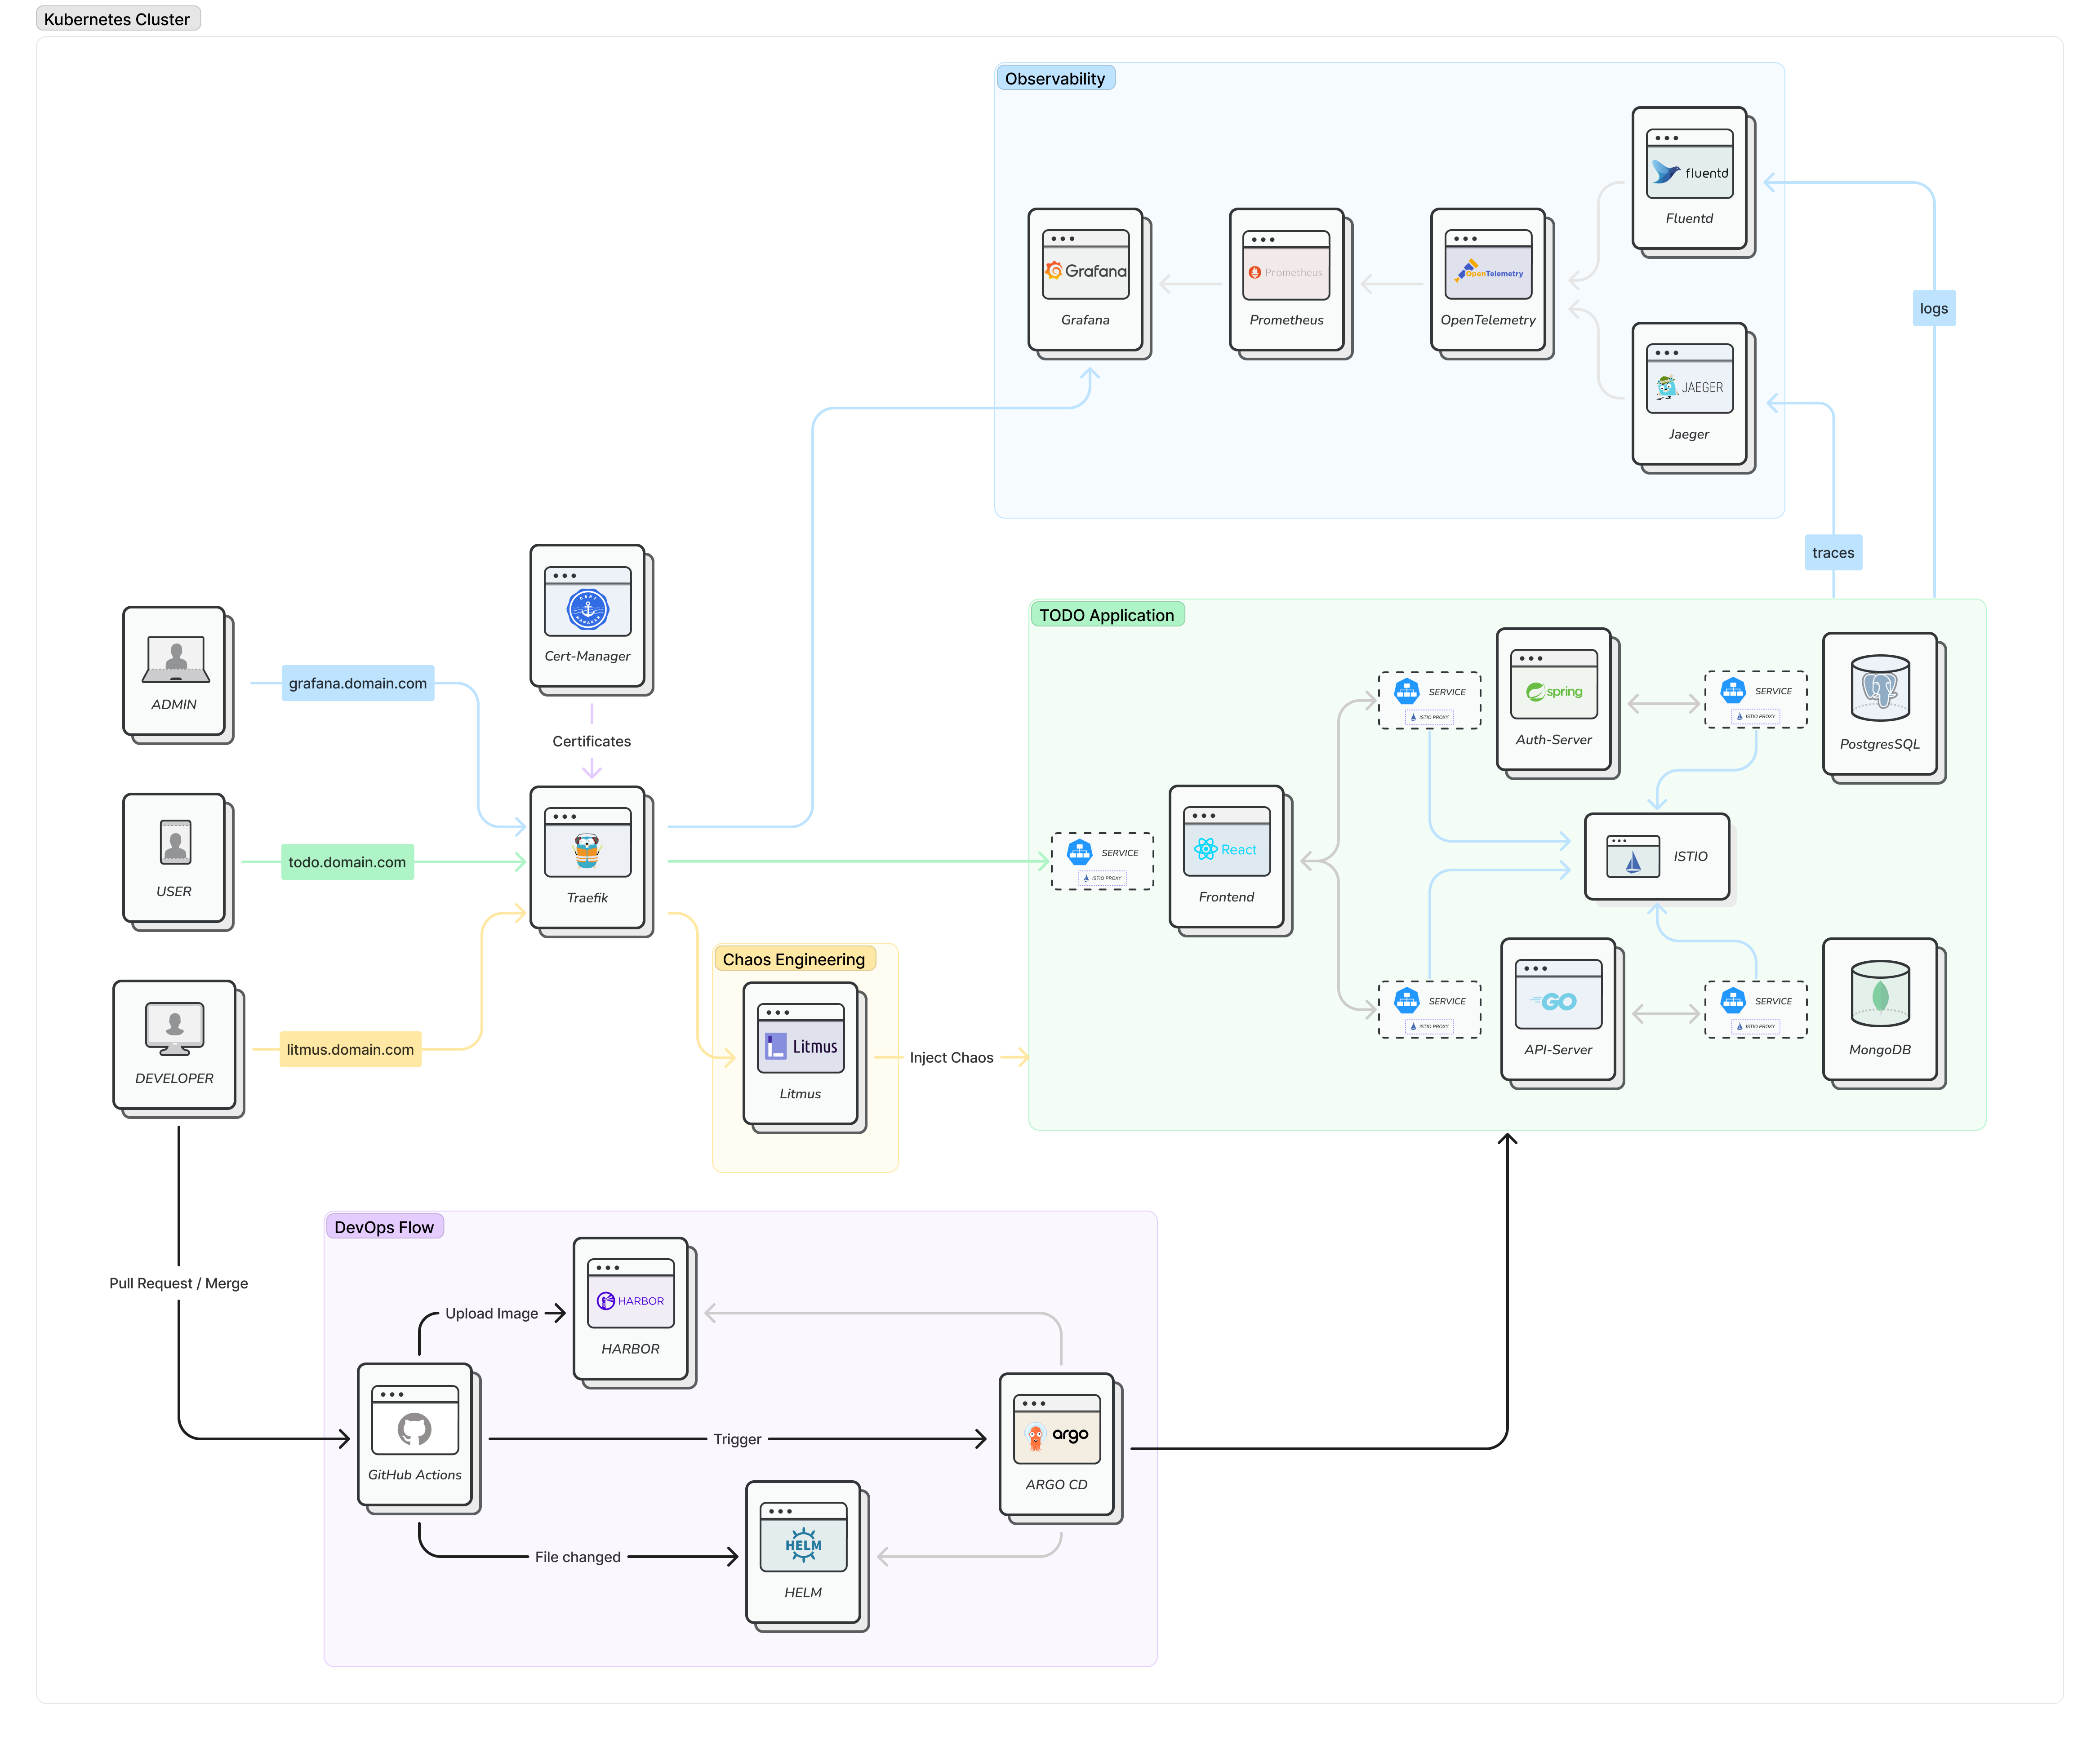 Kubernetes Cluster
Observability
fluentd
Fluentd
Grafana
Grafana
Prometheus
Prometheus
OpenTelemetry
OpenTelemetry
JAEGER
Jaeger
logs
traces
CERT
MANAGER
Cert-Manager
Certificates
ADMIN
grafana.domain.com
USER
todo.domain.com
Traefik
DEVELOPER
litmus.domain.com
Chaos Engineering
Litmus
Litmus
Inject Chaos
TODO Application
SERVICE
ISTIO PROXY
React
Frontend
SERVICE
ISTIO PROXY
spring
Auth-Server
SERVICE
ISTIO PROXY
PostgresSQL
ISTIO
SERVICE
ISTIO PROXY
GO
API-Server
SERVICE
ISTIO PROXY
MongoDB
Pull Request / Merge
DevOps Flow
Upload Image
HARBOR
HARBOR
GitHub Actions
Trigger
argo
ARGO CD
File changed
HELM
HELM